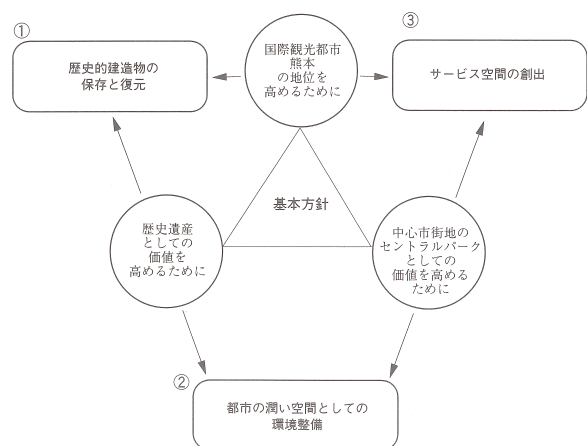 ①
歴史的建造物の
保存と復元
国際観光都市
熊本
の地位を
高めるために
③
サービス空間の創出
基本方針
歴史遺産
としての
価値を
高めるために
中心市街地の
セントラルパーク
としての
価値を高める
ために
②
都市の潤い空間としての
環境整備